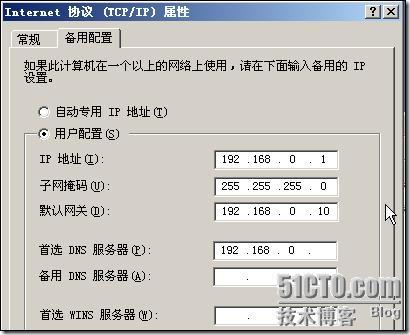 Internet 协议 (TCP/IP) 属性
常规 备用配置
如果此计算机在一个以上的网络上使用，请在下面输入备用的 IP
设置。
自动专用 IP 地址(T)
用户配置(S)
IP 地址(I): 192 .168 . 0 . 1
子网掩码(U): 255 .255 .255 . 0
默认网关(D): 192 .168 . 0 . 10
首选 DNS 服务器(P): 192 .168 . 0 .
备用 DNS 服务器(A): .
首选 WINS 服务器(W): .
51CTO.com
技术博客 Blog